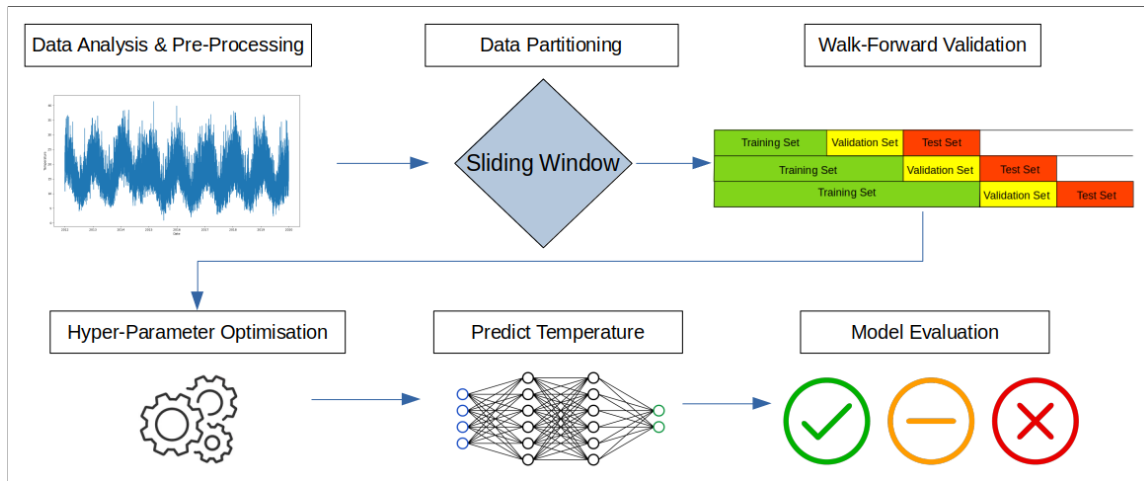 Data Analysis & Pre-Processing
Data Partitioning
Walk-Forward Validation
Sliding Window
Training Set Validation Set Test Set
Training Set Validation Set Test Set
Training Set Validation Set Test Set
Hyper-Parameter Optimisation
Predict Temperature
Model Evaluation